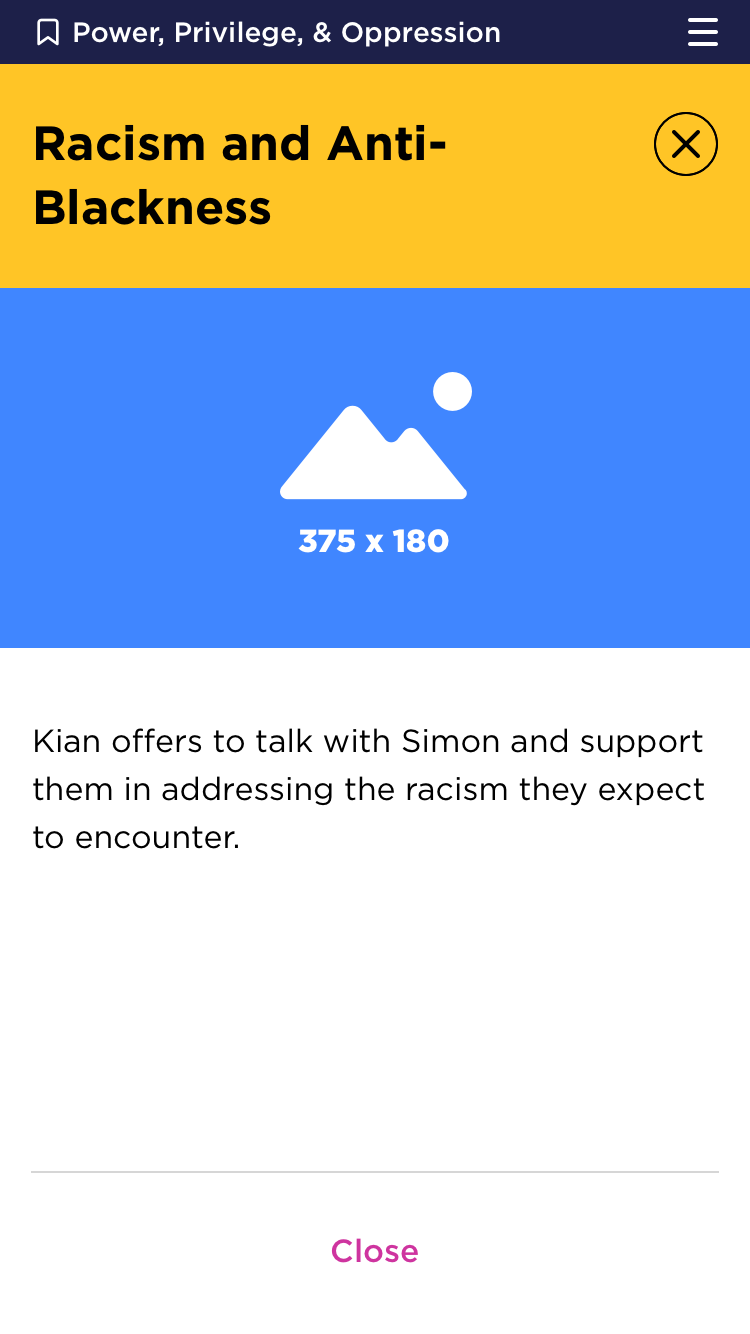 Power, Privilege, & Oppression
Racism and Anti-
Blackness
375 x 180
Kian offers to talk with Simon and support
them in addressing the racism they expect
to encounter.
Close